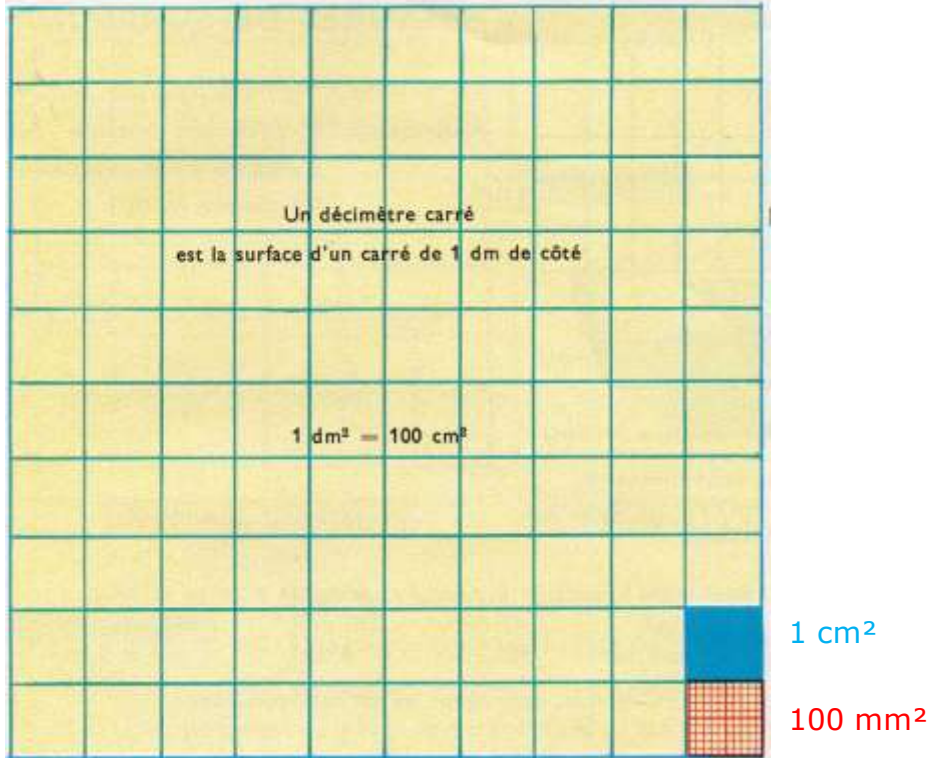 Un décimètre carré
est la surface d'un carré de 1 dm de côté
1 dm² = 100 cm²
1 cm²
100 mm²